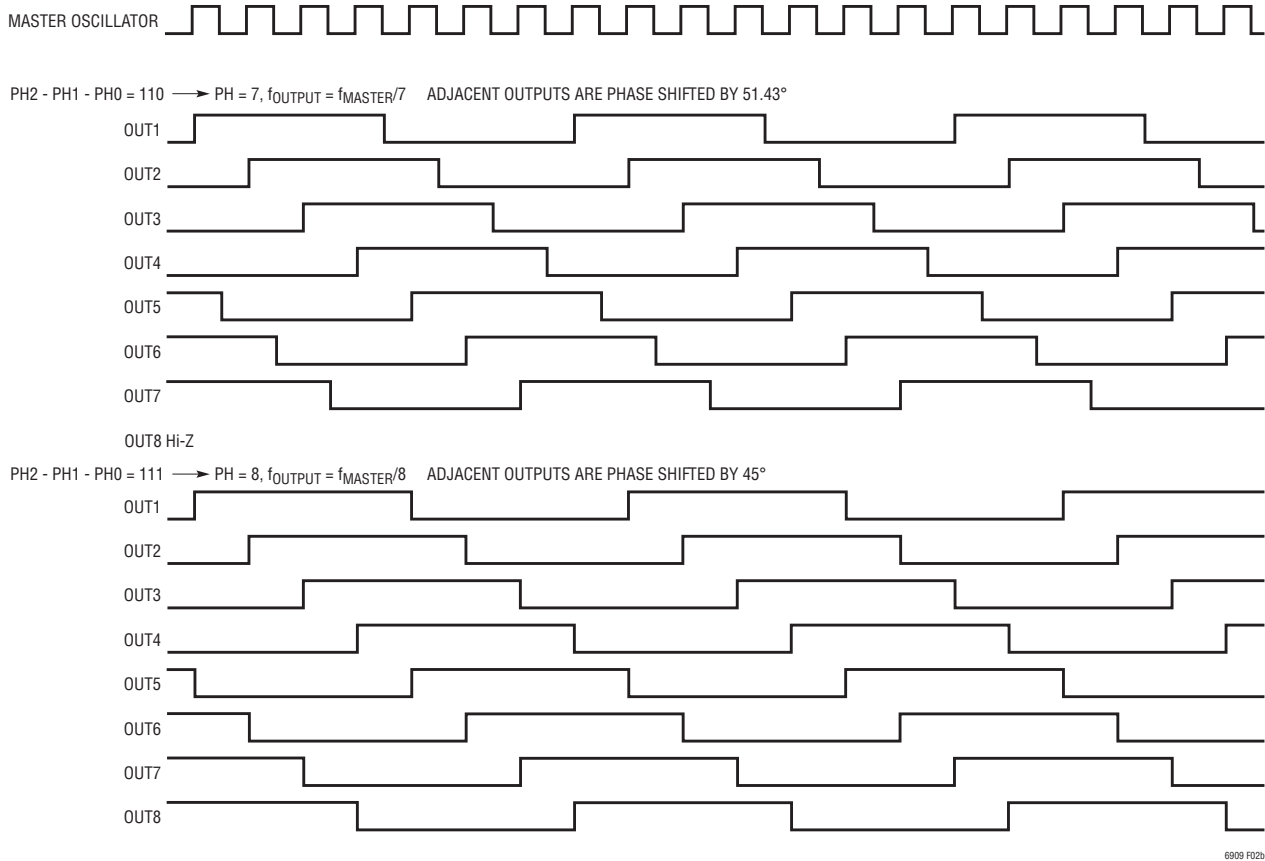 MASTER OSCILLATOR
PH2 - PH1 - PH0 = 110 → PH = 7, fOUTPUT = fMASTER/7 ADJACENT OUTPUTS ARE PHASE SHIFTED BY 51.43°
OUT1
OUT2
OUT3
OUT4
OUT5
OUT6
OUT7
OUT8 Hi-Z
PH2 - PH1 - PH0 = 111 → PH = 8, fOUTPUT = fMASTER/8 ADJACENT OUTPUTS ARE PHASE SHIFTED BY 45°
OUT1
OUT2
OUT3
OUT4
OUT5
OUT6
OUT7
OUT8
6909 F02b